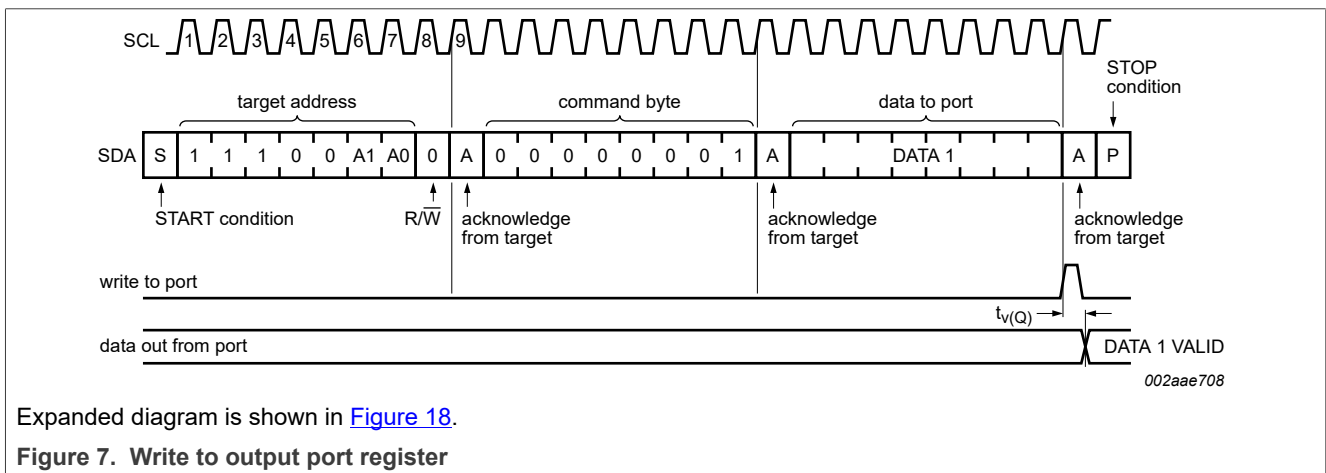 SCL 1 2 3 4 5 6 7 8 9
STOP
condition
target address command byte data to port
SDA S 1 1 1 0 0 A1 A0 0 A 0 0 0 0 0 0 0 1 A DATA 1 A P
START condition R/W̅ acknowledge
from target acknowledge
from target acknowledge
from target
write to port
tv(Q)
data out from port DATA 1 VALID
002aae708
Expanded diagram is shown in Figure 18.
Figure 7. Write to output port register